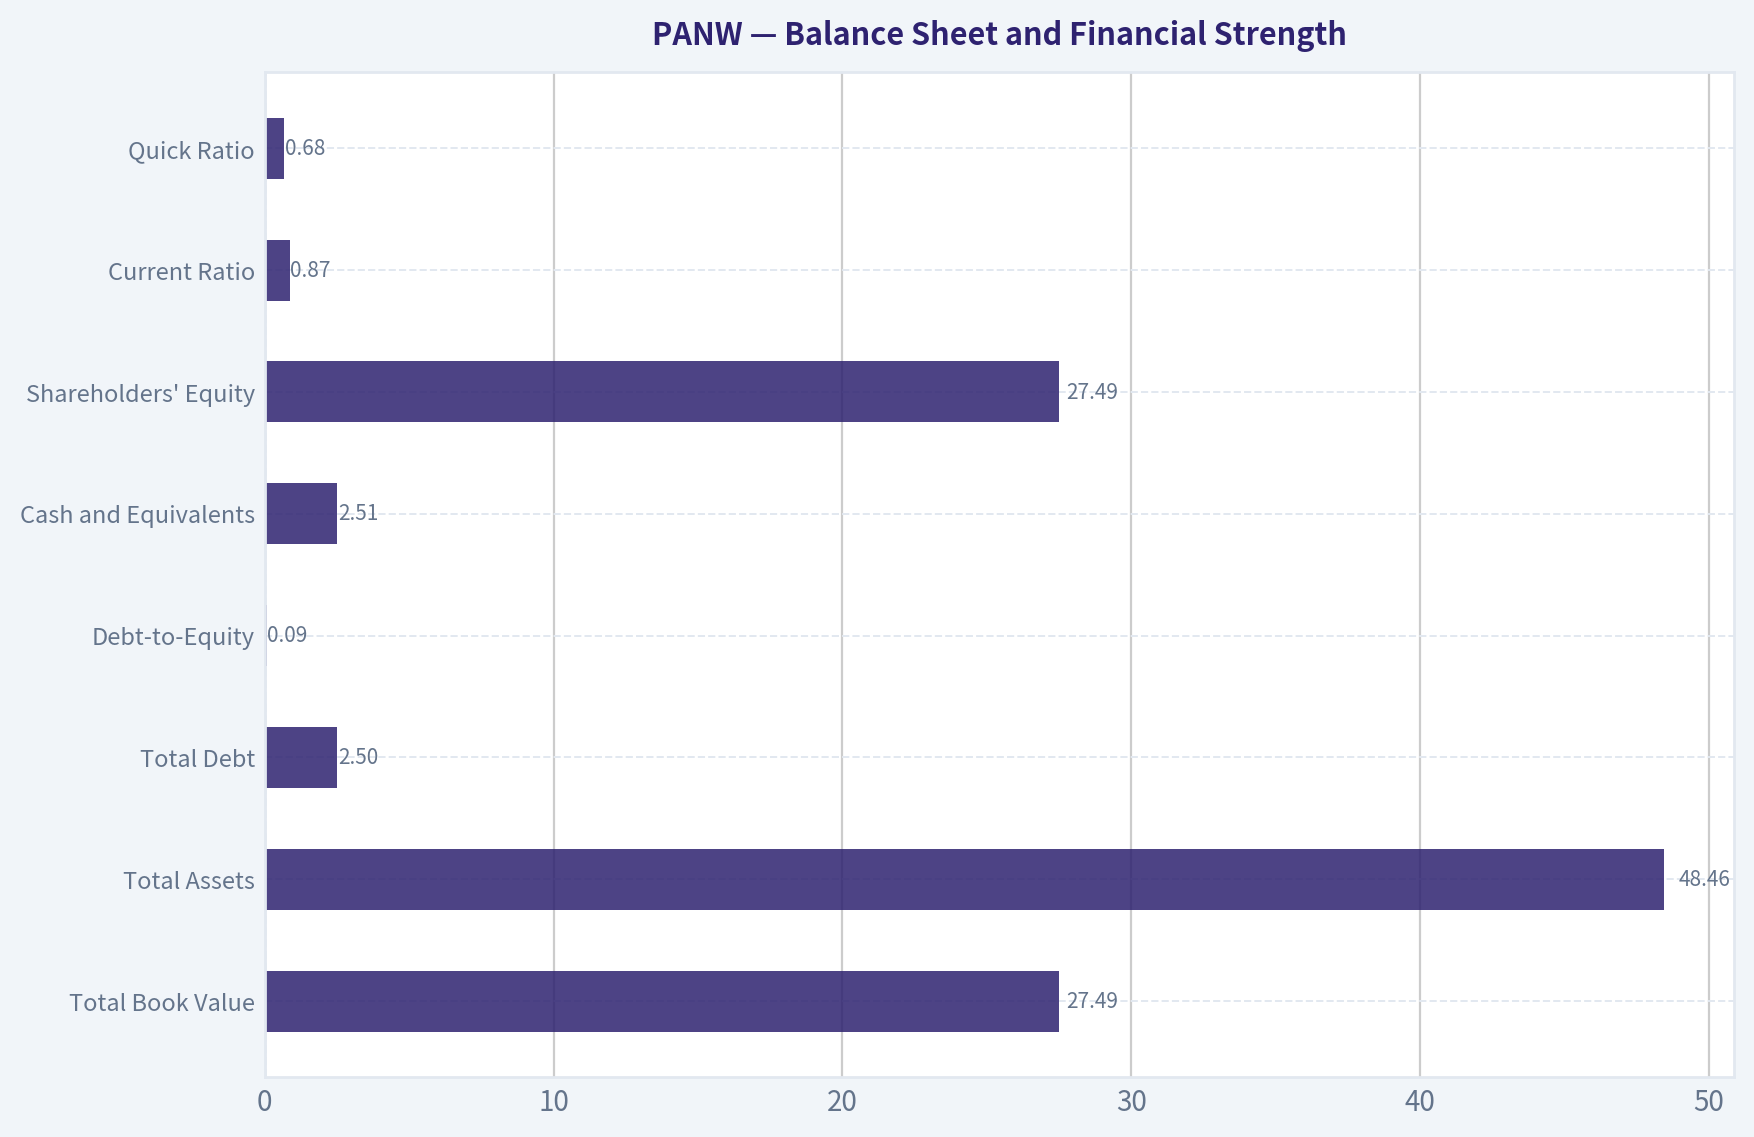 PANW — Balance Sheet and Financial Strength
Quick Ratio 0.68
Current Ratio 0.87
Shareholders' Equity 27.49
Cash and Equivalents 2.51
Debt-to-Equity 0.09
Total Debt 2.50
Total Assets 48.46
Total Book Value 27.49
0 10 20 30 40 50